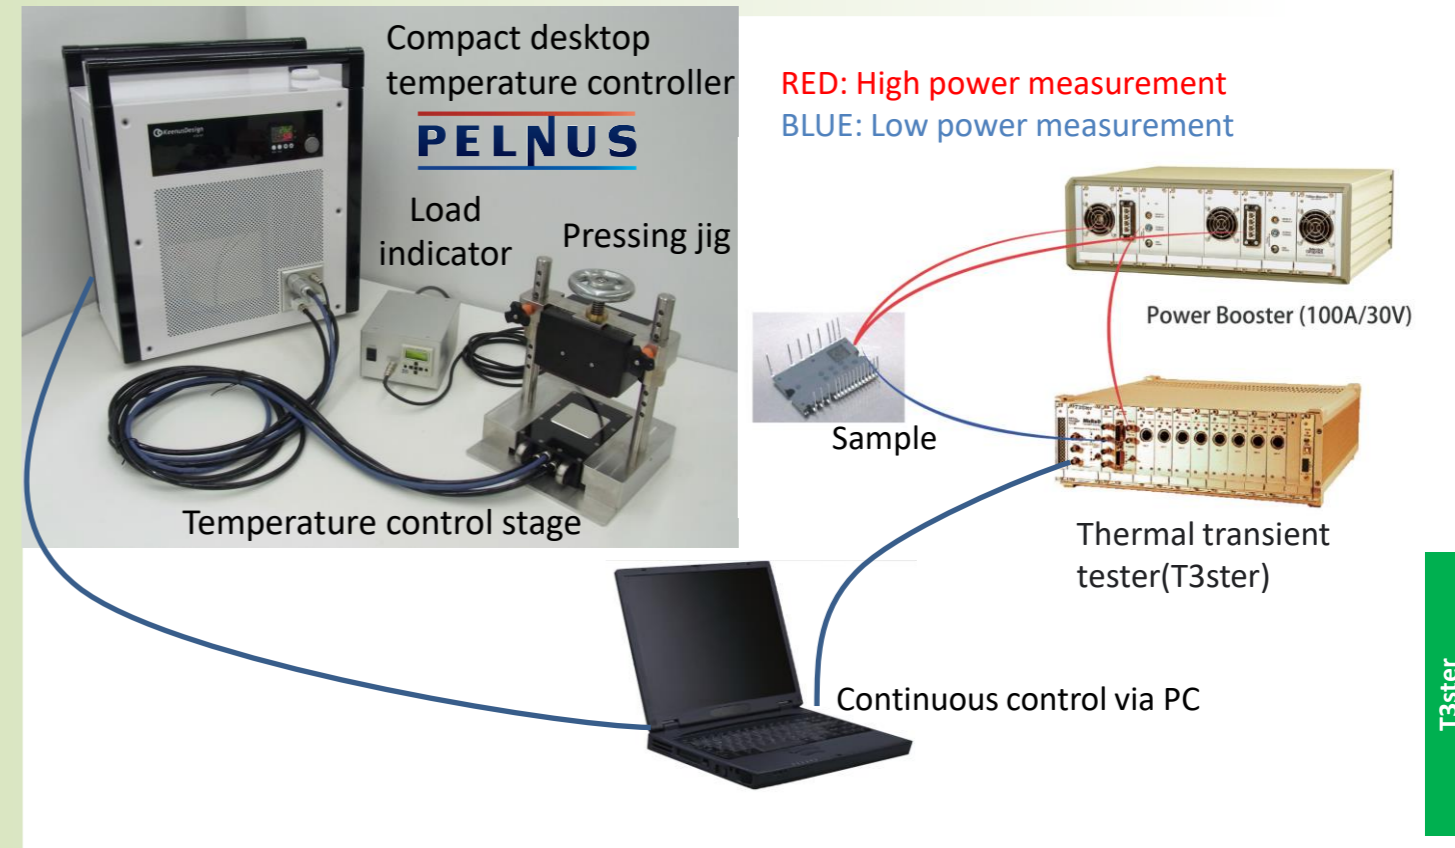 Compact desktop
temperature controller
PELNUS
KeenusDesign
Load
indicator
Pressing jig
Temperature control stage
RED: High power measurement
BLUE: Low power measurement
Power Booster (100A/30V)
Sample
Thermal transient
tester(T3ster)
Continuous control via PC
T3ster